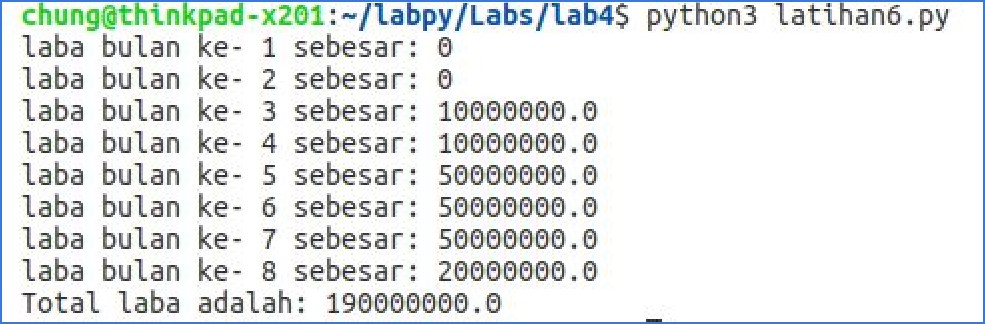 chung@thinkpad-x201:~/labpy/Labs/lab4$ python3 latihan6.py
laba bulan ke- 1 sebesar: 0
laba bulan ke- 2 sebesar: 0
laba bulan ke- 3 sebesar: 10000000.0
laba bulan ke- 4 sebesar: 10000000.0
laba bulan ke- 5 sebesar: 50000000.0
laba bulan ke- 6 sebesar: 50000000.0
laba bulan ke- 7 sebesar: 50000000.0
laba bulan ke- 8 sebesar: 20000000.0
Total laba adalah: 190000000.0